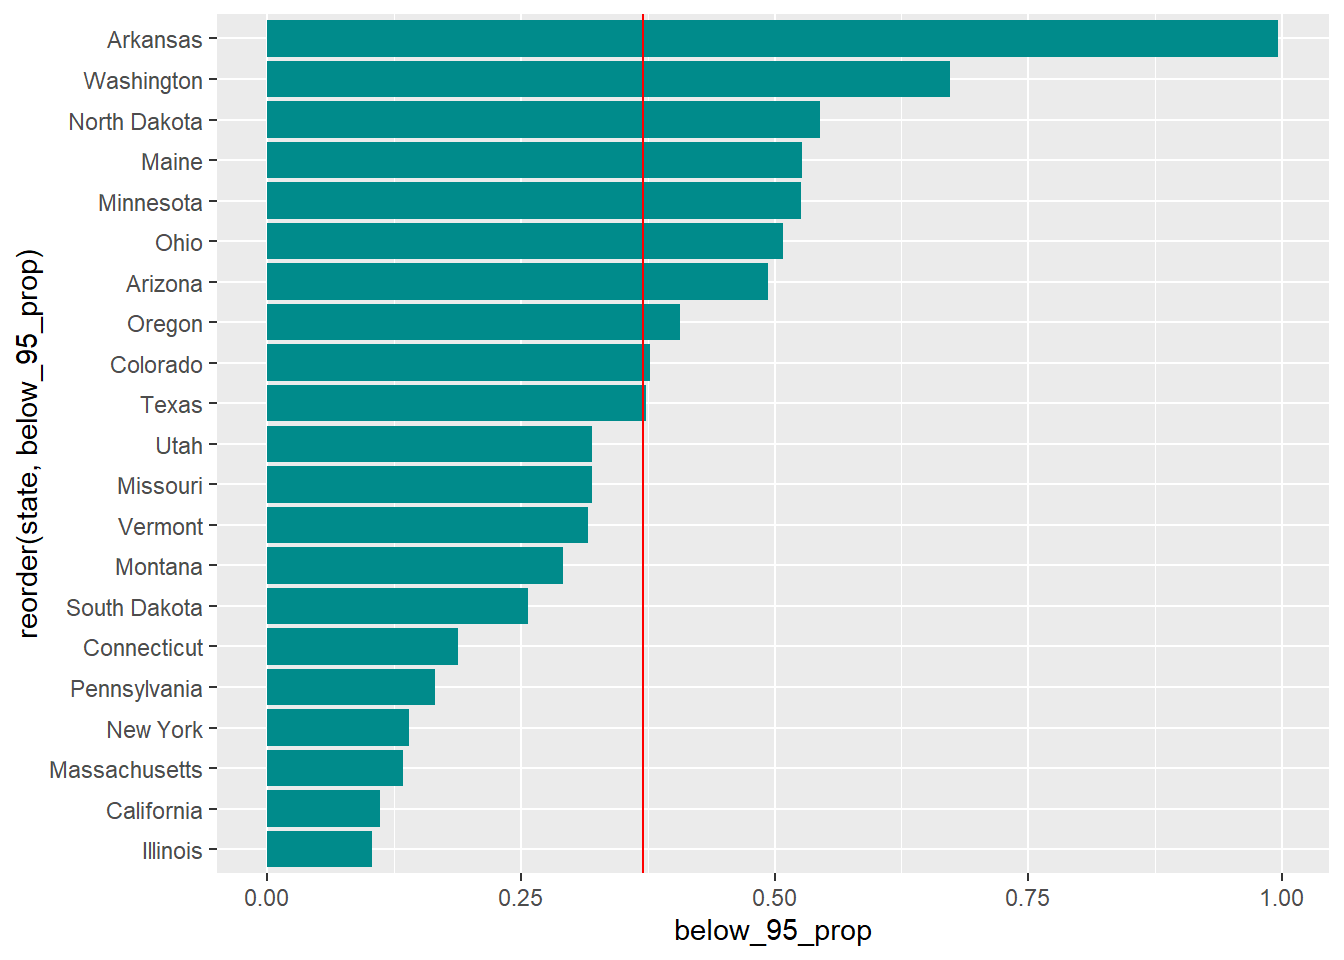 reorder(state, below_95_prop)
Arkansas
Washington
North Dakota
Maine
Minnesota
Ohio
Arizona
Oregon
Colorado
Texas
Utah
Missouri
Vermont
Montana
South Dakota
Connecticut
Pennsylvania
New York
Massachusetts
California
Illinois
0.00 0.25 0.50 0.75 1.00
below_95_prop